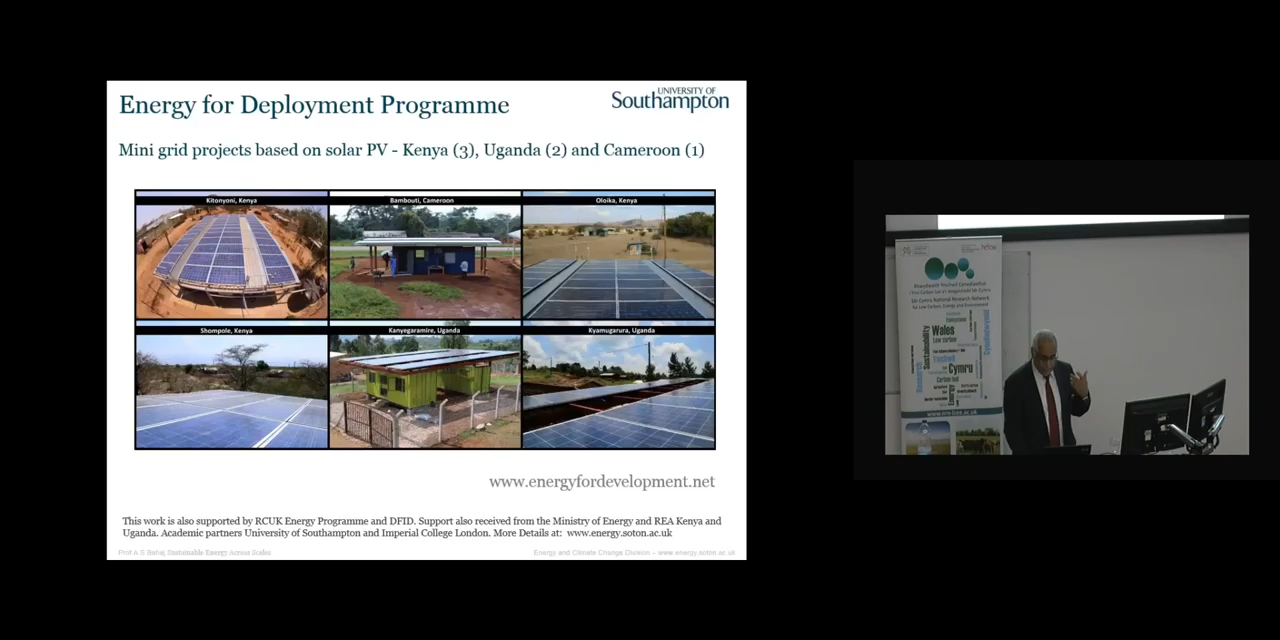 Energy for Deployment Programme
UNIVERSITY OF
Southampton
Mini grid projects based on solar PV - Kenya (3), Uganda (2) and Cameroon (1)
Kitonyoni, Kenya
Bambouti, Cameroon
Oloika, Kenya
Shompole, Kenya
Kanyegaramire, Uganda
Kyamugarura, Uganda
www.energyfordevelopment.net
This work is also supported by RCUK Energy Programme and DFID. Support also received from the Ministry of Energy and REA Kenya and
Uganda. Academic partners University of Southampton and Imperial College London. More Details at: www.energy.soton.ac.uk
Prof A S Bahaj Sustainable Energy Across Scales
Energy and Climate Change Division – www.energy.soton.ac.uk
Wales
Low carbon
Sustainability
Cymru